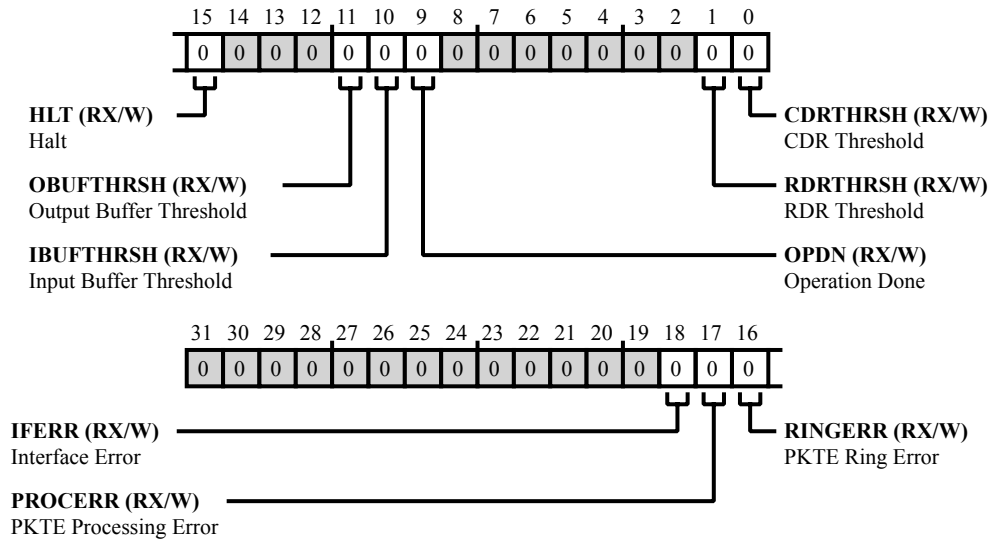 15 14 13 12 11 10 9 8 7 6 5 4 3 2 1 0
0 0 0 0 0 0 0 0 0 0 0 0 0 0 0 0
HLT (RX/W)
Halt
CDRTHRSH (RX/W)
CDR Threshold
OBUFTHRSH (RX/W)
Output Buffer Threshold
RDRTHRSH (RX/W)
RDR Threshold
IBUFTHRSH (RX/W)
Input Buffer Threshold
OPDN (RX/W)
Operation Done
31 30 29 28 27 26 25 24 23 22 21 20 19 18 17 16
0 0 0 0 0 0 0 0 0 0 0 0 0 0 0 0
IFERR (RX/W)
Interface Error
RINGERR (RX/W)
PKTE Ring Error
PROCERR (RX/W)
PKTE Processing Error